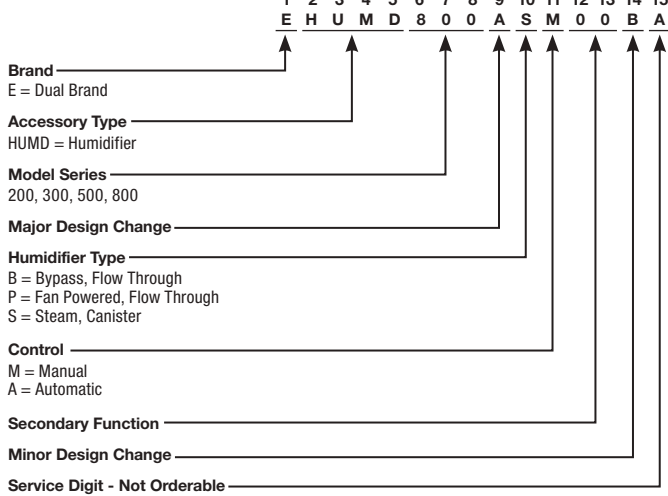 1 2 3 4 5 6 7 8 9 10 11 12 13 14 15
E H U M D 8 0 0 A S M 0 0 B A
Brand
E = Dual Brand
Accessory Type
HUMD = Humidifier
Model Series
200, 300, 500, 800
Major Design Change
Humidifier Type
B = Bypass, Flow Through
P = Fan Powered, Flow Through
S = Steam, Canister
Control
M = Manual
A = Automatic
Secondary Function
Minor Design Change
Service Digit - Not Orderable